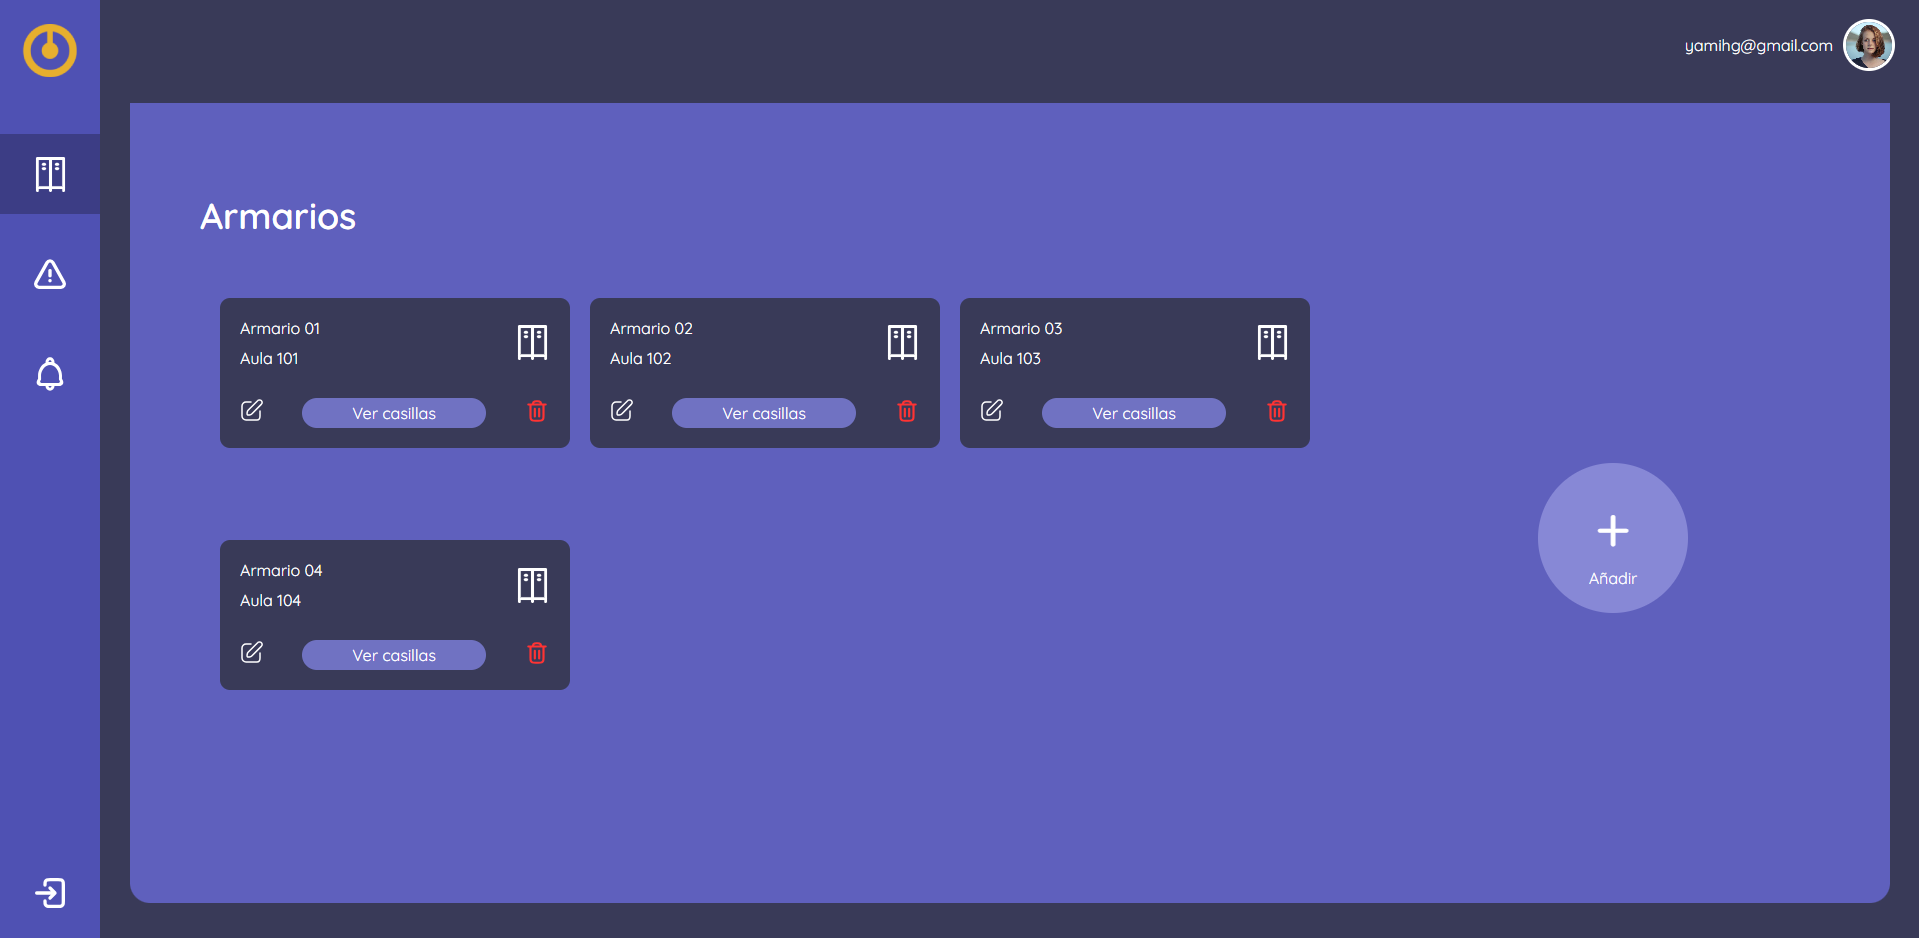 yamihg@gmail.com
Armarios
Armario 01
Aula 101
Ver casillas
Armario 02
Aula 102
Ver casillas
Armario 03
Aula 103
Ver casillas
Armario 04
Aula 104
Ver casillas
Añadir